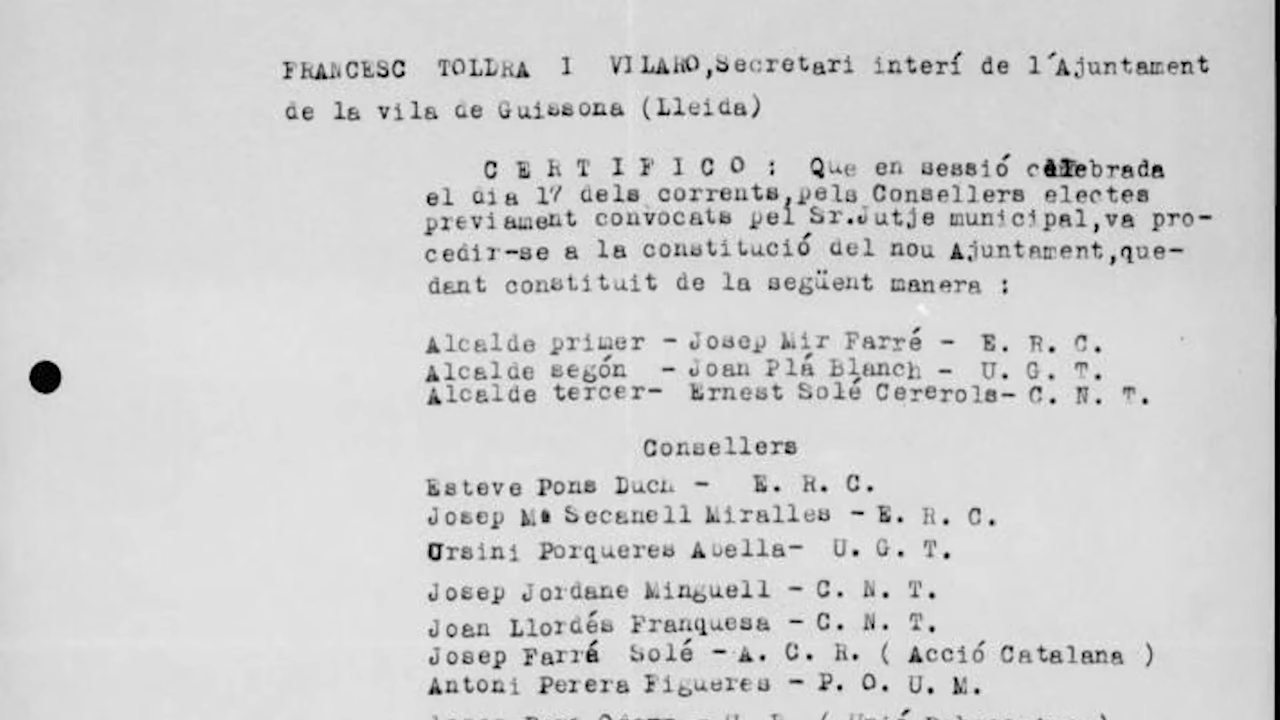 FRANCESC TOLDRA I VILARO,Secretari interí de l´Ajuntament
de la vila de Guissona (Lleida)
C E R T I F I C O : Que en sessió celebrada
el dia 17 dels corrents,pels Consellers electes
previament convocats pel Sr.Jutje municipal,va pro-
cedir-se a la constitució del nou Ajuntament,que-
dant constituit de la següent manera :
Alcalde primer - Josep Mir Farré - E. R. C.
Alcalde segón - Joan Plá Blanch - U. G. T.
Alcalde tercer- Ernest Solé Cererols- C. N. T.
Consellers
Esteve Pons Duch - E. R. C.
Josep Mª Secanell Miralles - E. R. C.
Ursini Porqueres Abella- U. G. T.
Josep Jordane Minguell - C. N. T.
Joan Llordés Franquesa - C. N. T.
Josep Farré Solé - A. C. R. ( Acció Catalana )
Antoni Perera Figueres - P. O. U. M.